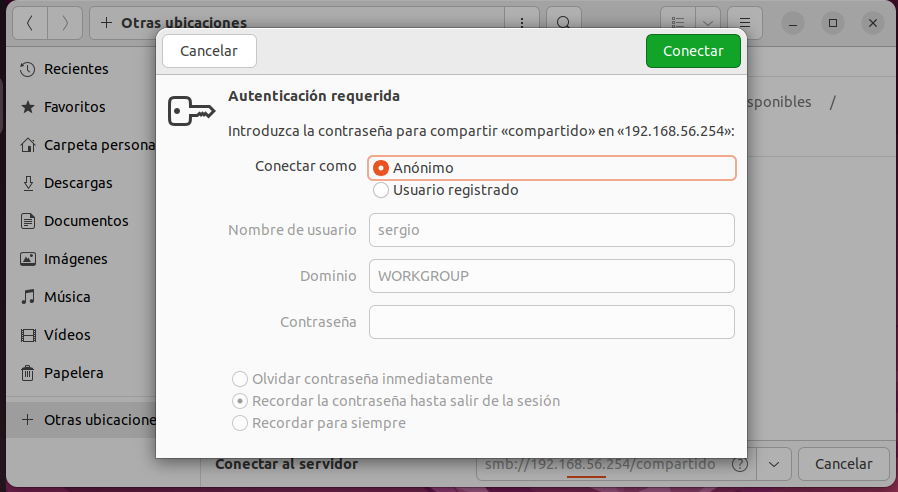 Otras ubicaciones
Cancelar
Conectar
Recientes
Favoritos
Carpeta persona
Descargas
Documentos
Imágenes
Música
Vídeos
Papelera
Otras ubicacione
sponibles /
Autenticación requerida
Introduzca la contraseña para compartir «compartido» en «192.168.56.254»:
Conectar como
Anónimo
Usuario registrado
Nombre de usuario sergio
Dominio WORKGROUP
Contraseña
Olvidar contraseña inmediatamente
Recordar la contraseña hasta salir de la sesión
Recordar para siempre
Conectar al servidor smb://192.168.56.254/compartido ? Cancelar